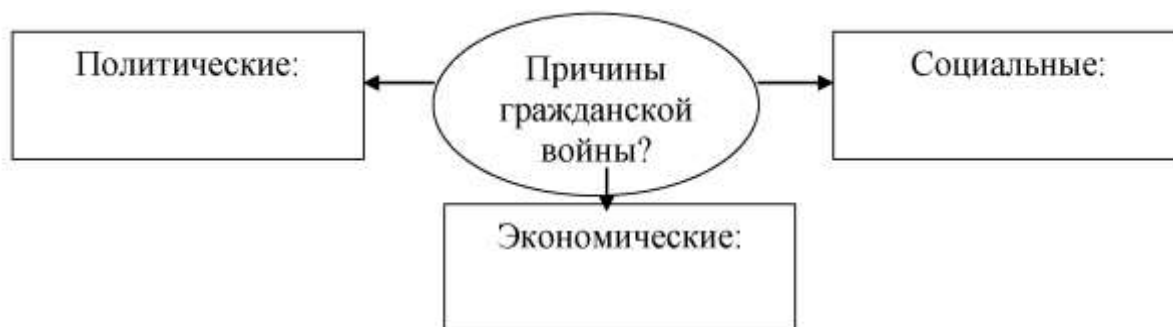 Политические:
Причины
гражданской
войны?
Социальные:
Экономические: